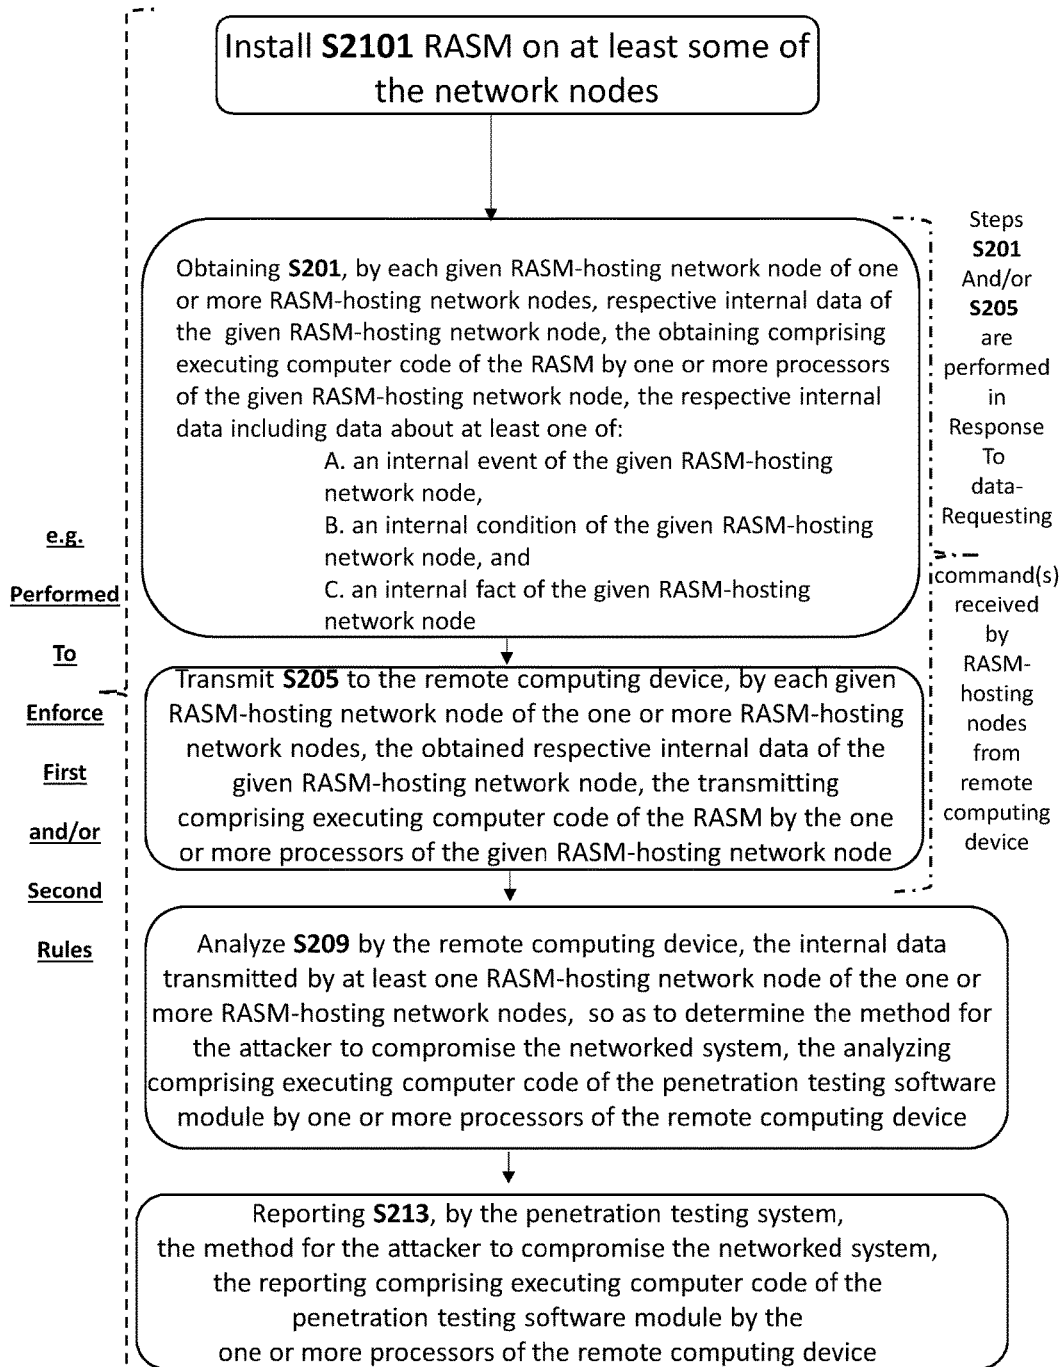 Install S2101 RASM on at least some of
the network nodes
Obtaining S201, by each given RASM-hosting network node of one
or more RASM-hosting network nodes, respective internal data of
the given RASM-hosting network node, the obtaining comprising
executing computer code of the RASM by one or more processors
of the given RASM-hosting network node, the respective internal
data including data about at least one of:
A. an internal event of the given RASM-hosting
network node,
B. an internal condition of the given RASM-hosting
network node, and
C. an internal fact of the given RASM-hosting
network node
Steps
S201
And/or
S205
are
performed
in
Response
To
data-
Requesting
command(s)
received
by
RASM-
hosting
nodes
from
remote
computing
device
e.g.
Performed
To
Enforce
First
and/or
Second
Rules
Transmit S205 to the remote computing device, by each given
RASM-hosting network node of the one or more RASM-hosting
network nodes, the obtained respective internal data of the
given RASM-hosting network node, the transmitting
comprising executing computer code of the RASM by the one
or more processors of the given RASM-hosting network node
Analyze S209 by the remote computing device, the internal data
transmitted by at least one RASM-hosting network node of the one or
more RASM-hosting network nodes, so as to determine the method for
the attacker to compromise the networked system, the analyzing
comprising executing computer code of the penetration testing software
module by one or more processors of the remote computing device
Reporting S213, by the penetration testing system,
the method for the attacker to compromise the networked system,
the reporting comprising executing computer code of the
penetration testing software module by the
one or more processors of the remote computing device